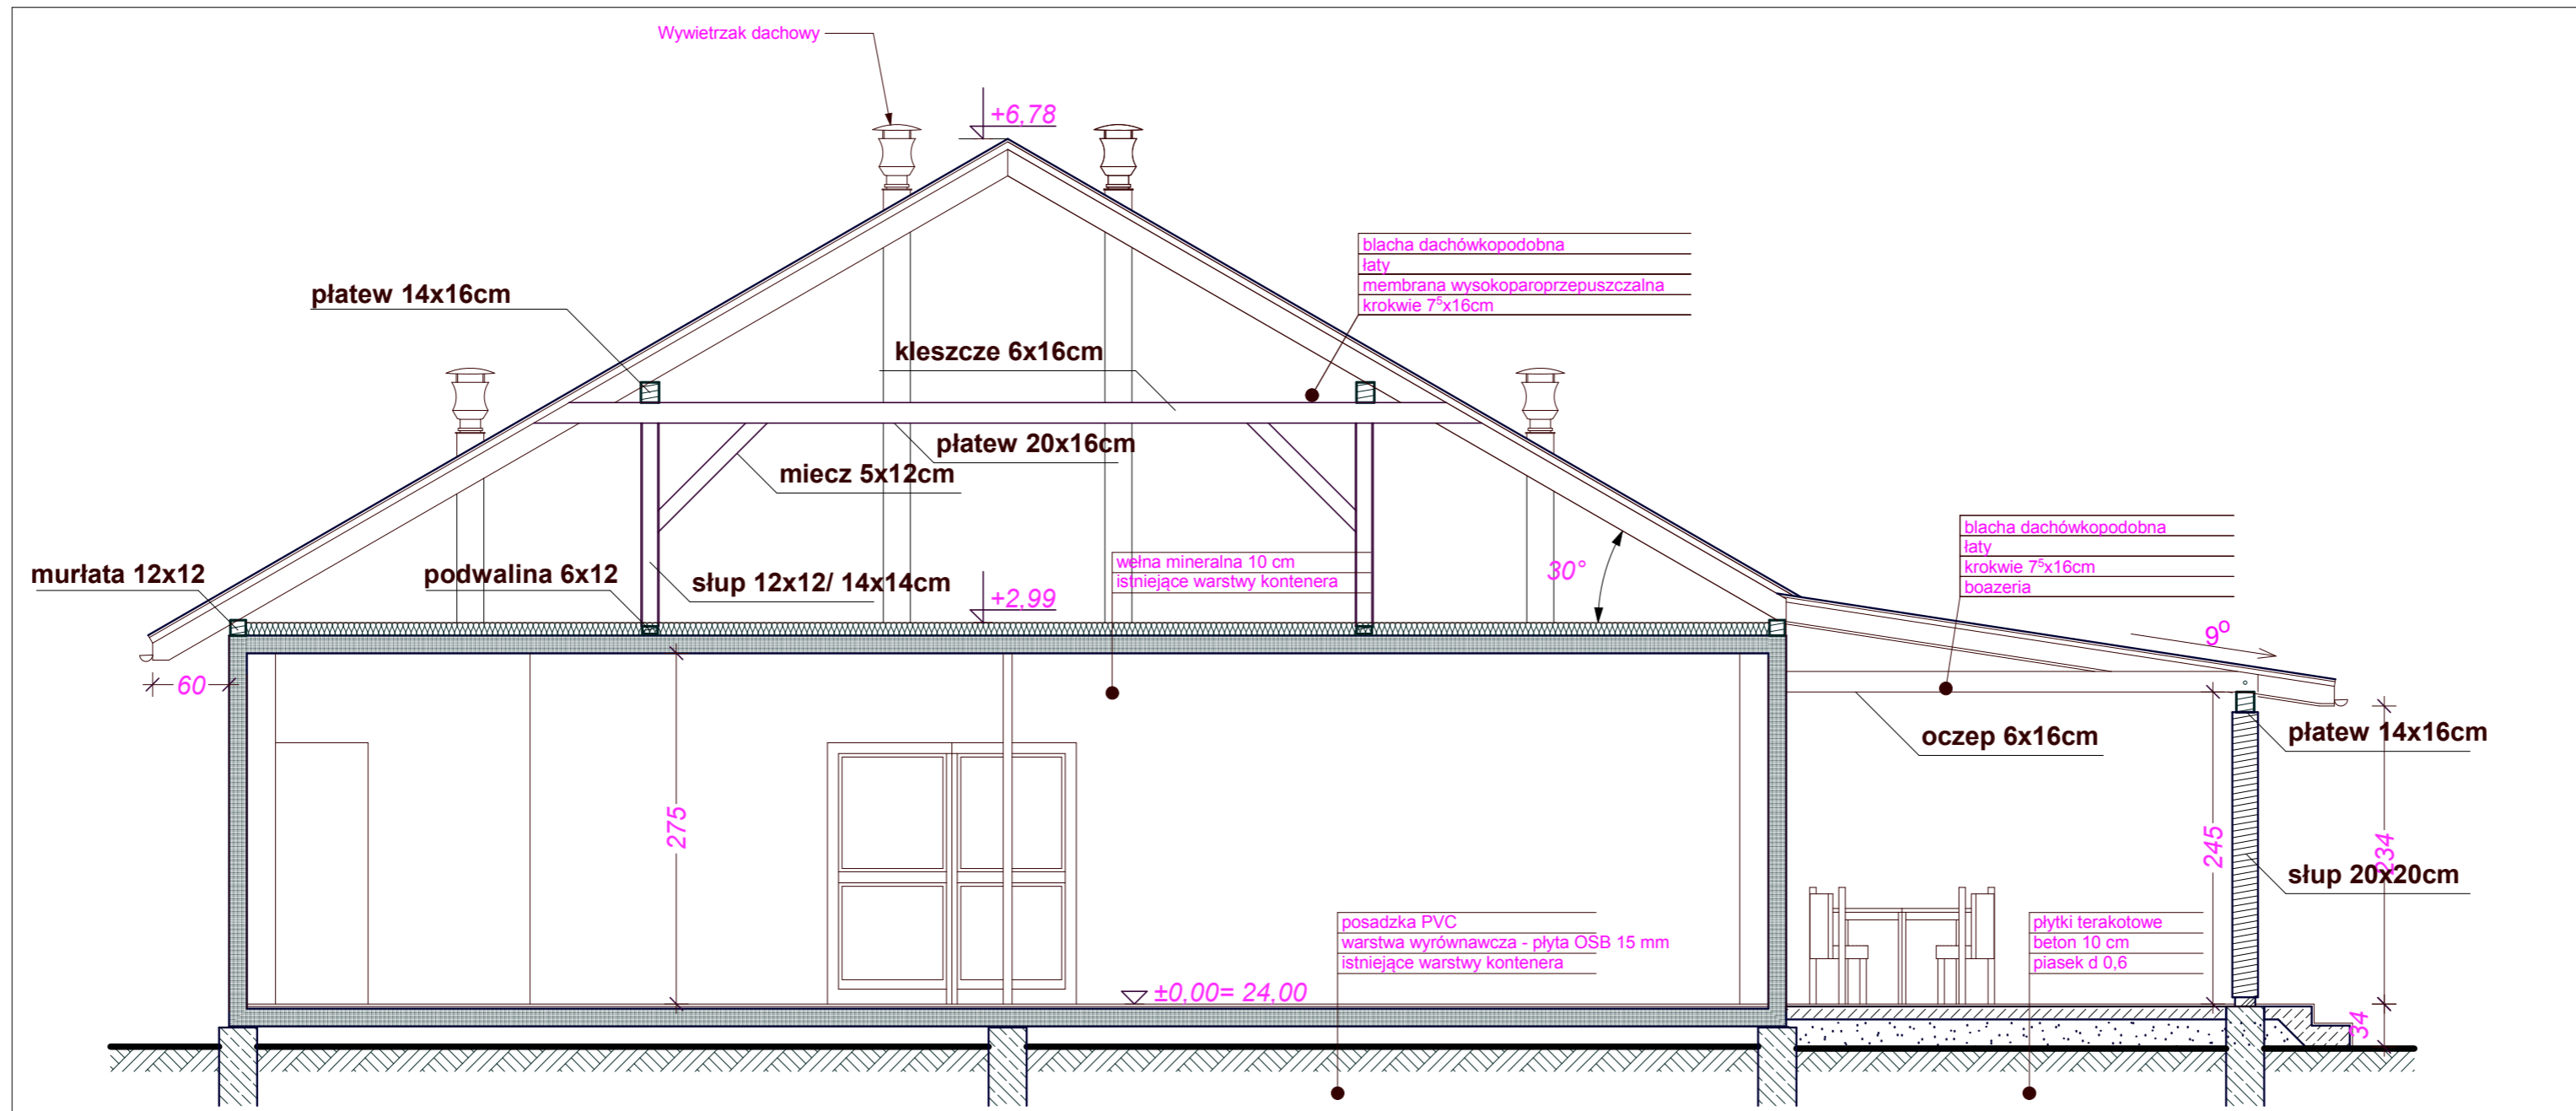 Wywietrzak dachowy
+6,78
blacha dachówkopodobna
łaty
membrana wysokoparoprzepuszczalna
krokwie 7⁵x16cm
płatew 14x16cm
kleszcze 6x16cm
płatew 20x16cm
miecz 5x12cm
blacha dachówkopodobna
łaty
krokwie 7⁵x16cm
boazeria
murłata 12x12
podwalina 6x12
słup 12x12/ 14x14cm
+2,99
wełna mineralna 10 cm
istniejące warstwy kontenera
30°
9º
60
oczep 6x16cm
płatew 14x16cm
275
245
234
słup 20x20cm
posadzka PVC
warstwa wyrównawcza - płyta OSB 15 mm
istniejące warstwy kontenera
płytki terakotowe
beton 10 cm
piasek d 0,6
±0,00= 24,00
34